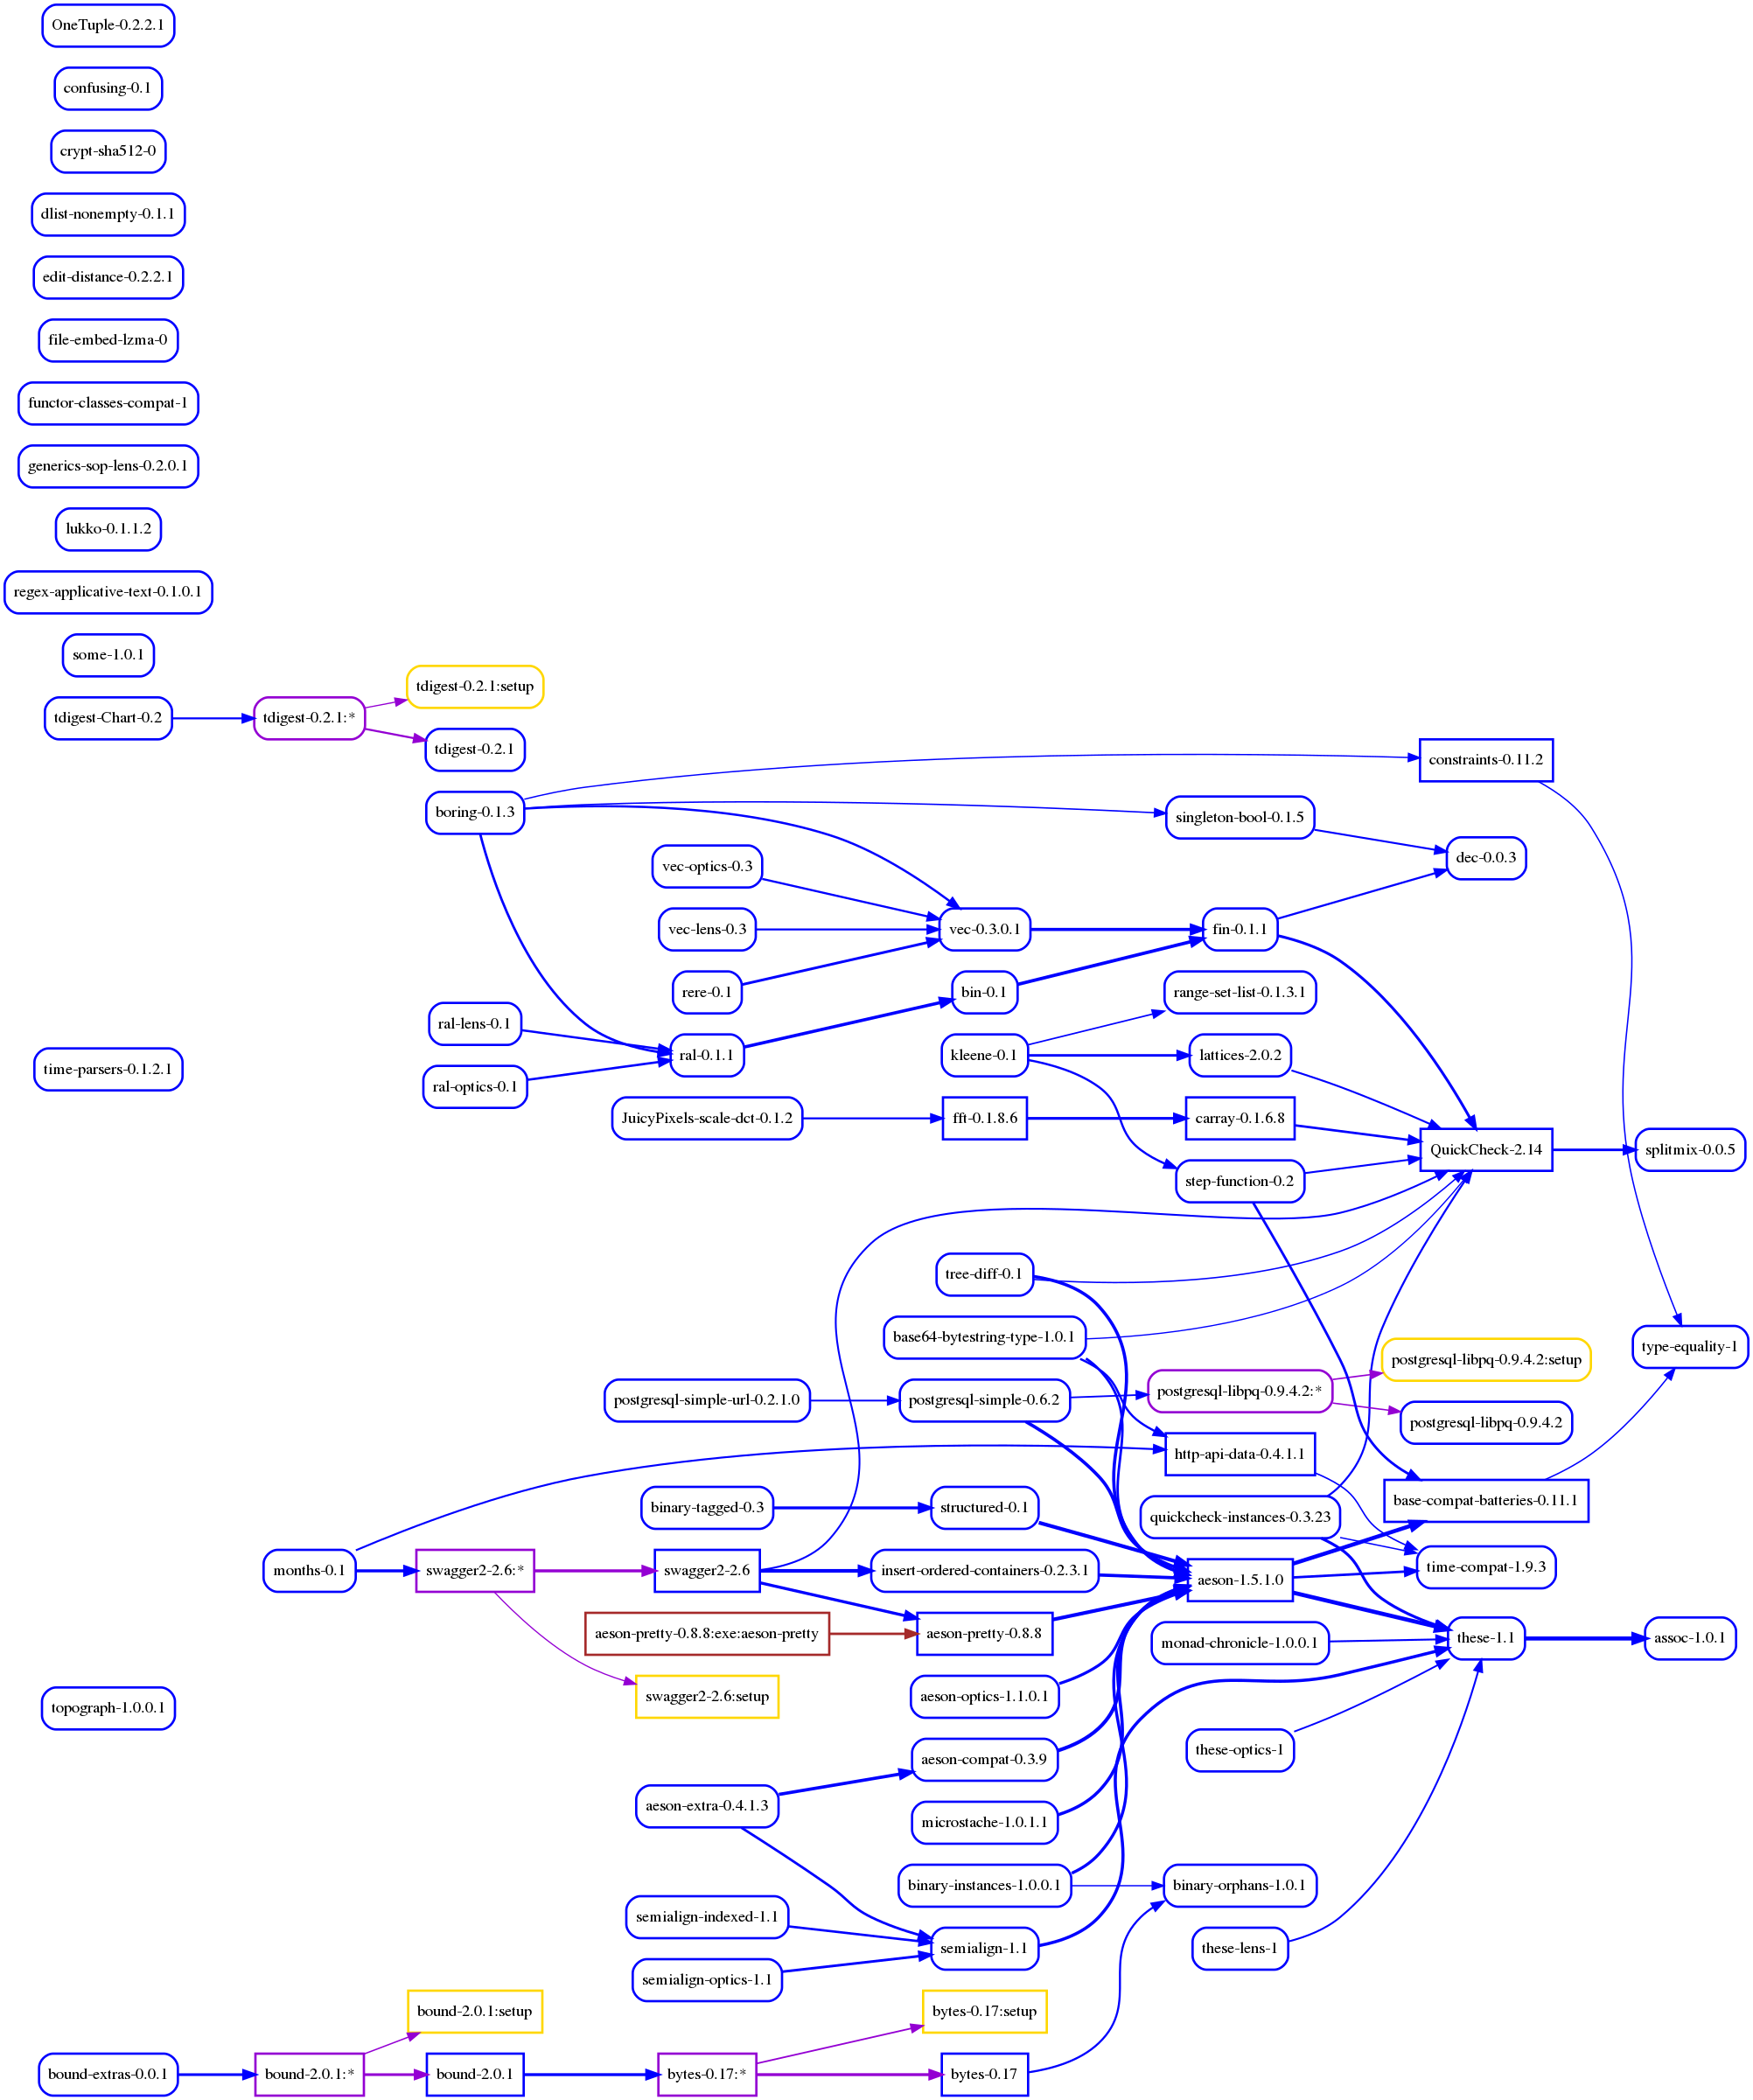 OneTuple-0.2.2.1
confusing-0.1
crypt-sha512-0
dlist-nonempty-0.1.1
edit-distance-0.2.2.1
file-embed-lzma-0
functor-classes-compat-1
generics-sop-lens-0.2.0.1
lukko-0.1.1.2
regex-applicative-text-0.1.0.1
some-1.0.1
tdigest-0.2.1:setup
tdigest-Chart-0.2
tdigest-0.2.1:*
tdigest-0.2.1
constraints-0.11.2
boring-0.1.3
singleton-bool-0.1.5
dec-0.0.3
vec-optics-0.3
vec-lens-0.3
vec-0.3.0.1
fin-0.1.1
rere-0.1
bin-0.1
range-set-list-0.1.3.1
ral-lens-0.1
ral-0.1.1
kleene-0.1
lattices-2.0.2
time-parsers-0.1.2.1
ral-optics-0.1
JuicyPixels-scale-dct-0.1.2
fft-0.1.8.6
carray-0.1.6.8
QuickCheck-2.14
splitmix-0.0.5
step-function-0.2
tree-diff-0.1
base64-bytestring-type-1.0.1
type-equality-1
postgresql-libpq-0.9.4.2:setup
postgresql-simple-url-0.2.1.0
postgresql-simple-0.6.2
postgresql-libpq-0.9.4.2:*
postgresql-libpq-0.9.4.2
http-api-data-0.4.1.1
binary-tagged-0.3
structured-0.1
quickcheck-instances-0.3.23
base-compat-batteries-0.11.1
months-0.1
swagger2-2.6:*
swagger2-2.6
insert-ordered-containers-0.2.3.1
aeson-1.5.1.0
time-compat-1.9.3
aeson-pretty-0.8.8:exe:aeson-pretty
aeson-pretty-0.8.8
monad-chronicle-1.0.0.1
these-1.1
assoc-1.0.1
swagger2-2.6:setup
aeson-optics-1.1.0.1
topograph-1.0.0.1
aeson-compat-0.3.9
these-optics-1
aeson-extra-0.4.1.3
microstache-1.0.1.1
binary-instances-1.0.0.1
binary-orphans-1.0.1
semialign-indexed-1.1
semialign-1.1
these-lens-1
semialign-optics-1.1
bound-2.0.1:setup
bytes-0.17:setup
bound-extras-0.0.1
bound-2.0.1:*
bound-2.0.1
bytes-0.17:*
bytes-0.17